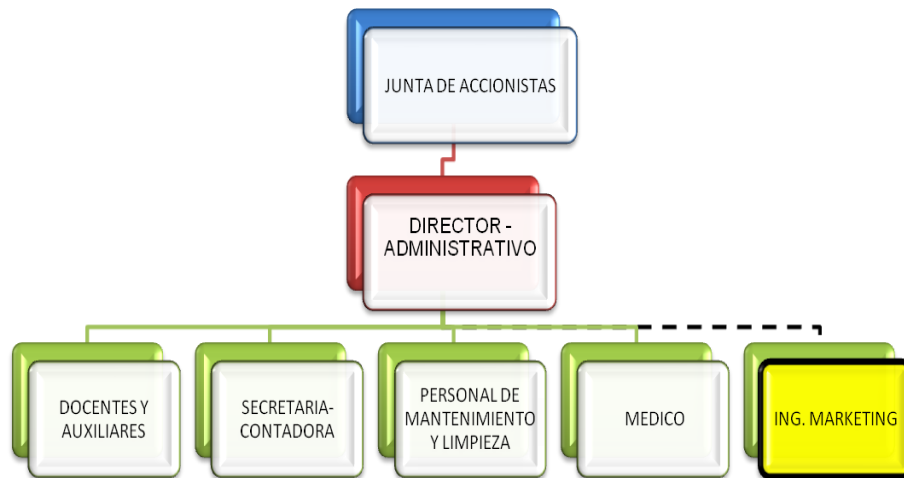 JUNTA DE ACCIONISTAS
DIRECTOR -
ADMINISTRATIVO
DOCENTES Y
AUXILIARES
SECRETARIA-
CONTADORA
PERSONAL DE
MANTENIMIENTO
Y LIMPIEZA
MEDICO
ING. MARKETING